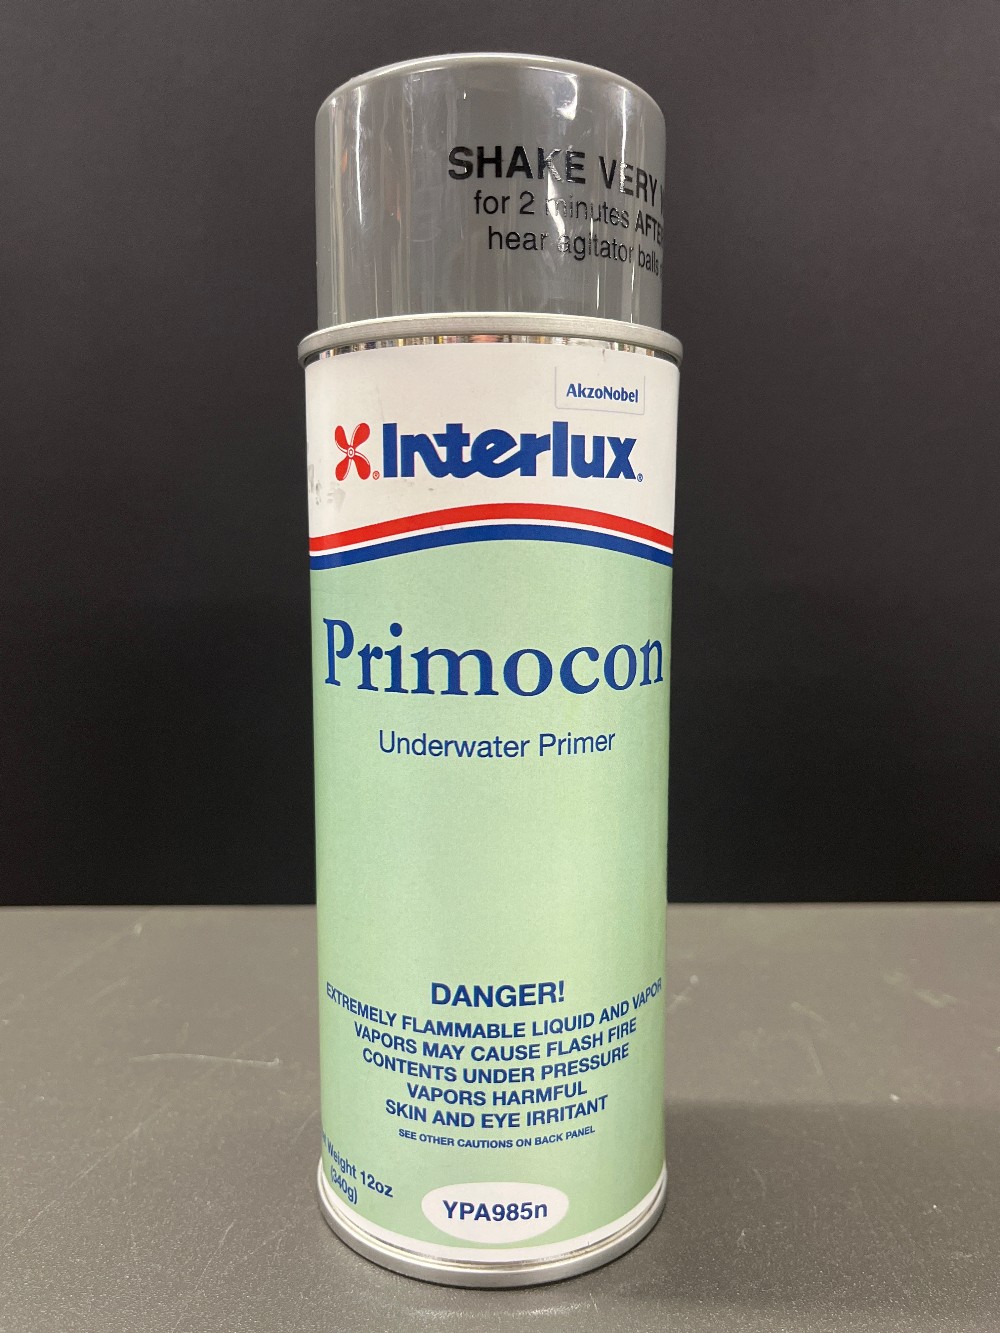 SHAKE VERY
for 2 minutes
hear agitator balls
AkzoNobel
Interlux®
Primocon
Underwater Primer
DANGER!
EXTREMELY FLAMMABLE LIQUID AND VAPOR
VAPORS MAY CAUSE FLASH FIRE
CONTENTS UNDER PRESSURE
VAPORS HARMFUL
SKIN AND EYE IRRITANT
SEE OTHER CAUTIONS ON BACK PANEL
Weight 12oz
(340g)
YPA985n